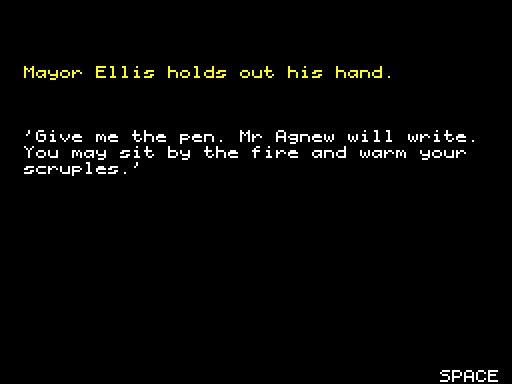 Mayor Ellis holds out his hand.
'Give me the pen. Mr Agnew will write.
You may sit by the fire and warm your
scruples.'
SPACE